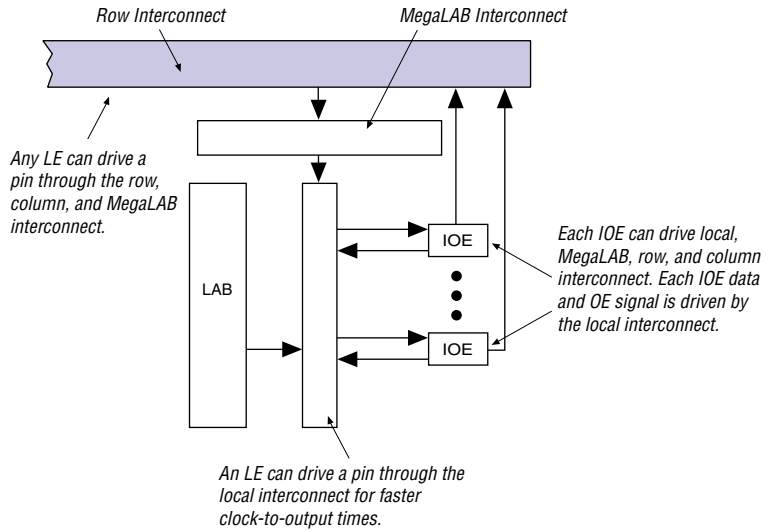 Row Interconnect
MegaLAB Interconnect
Any LE can drive a
pin through the row,
column, and MegaLAB
interconnect.
LAB
IOE
IOE
Each IOE can drive local,
MegaLAB, row, and column
interconnect. Each IOE data
and OE signal is driven by
the local interconnect.
An LE can drive a pin through the
local interconnect for faster
clock-to-output times.